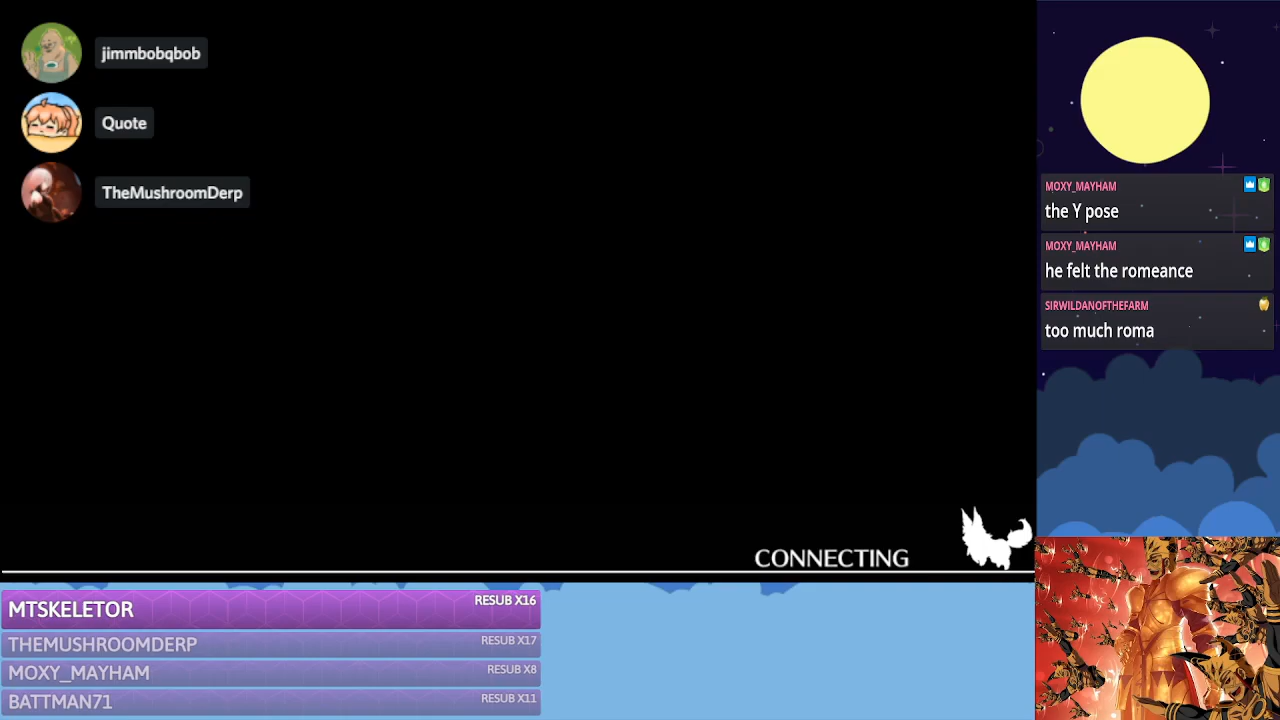 jimmbobqbob
Quote
TheMushroomDerp
MOXY_MAYHAM
the Y pose
MOXY_MAYHAM
he felt the romeance
SIRWILDANOFTHEFARM
too much roma
CONNECTING
MTSKELETOR RESUB X16
THEMUSHROOMDERP RESUB X17
MOXY_MAYHAM RESUB X8
BATTMAN71 RESUB X11